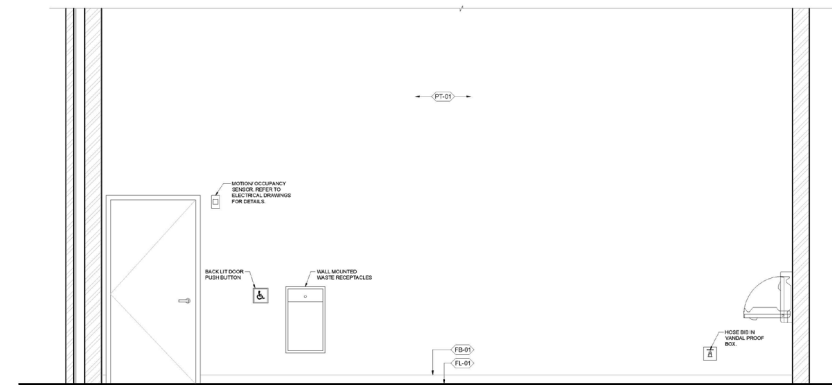 PT-01
MOTION/ OCCUPANCY
SENSOR. REFER TO
ELECTRICAL DRAWINGS
FOR DETAILS.
BACK LIT DOOR
PUSH BUTTON
WALL MOUNTED
WASTE RECEPTACLES
HOSE BIB IN
VANDAL PROOF
BOX.
FB-01
FL-01